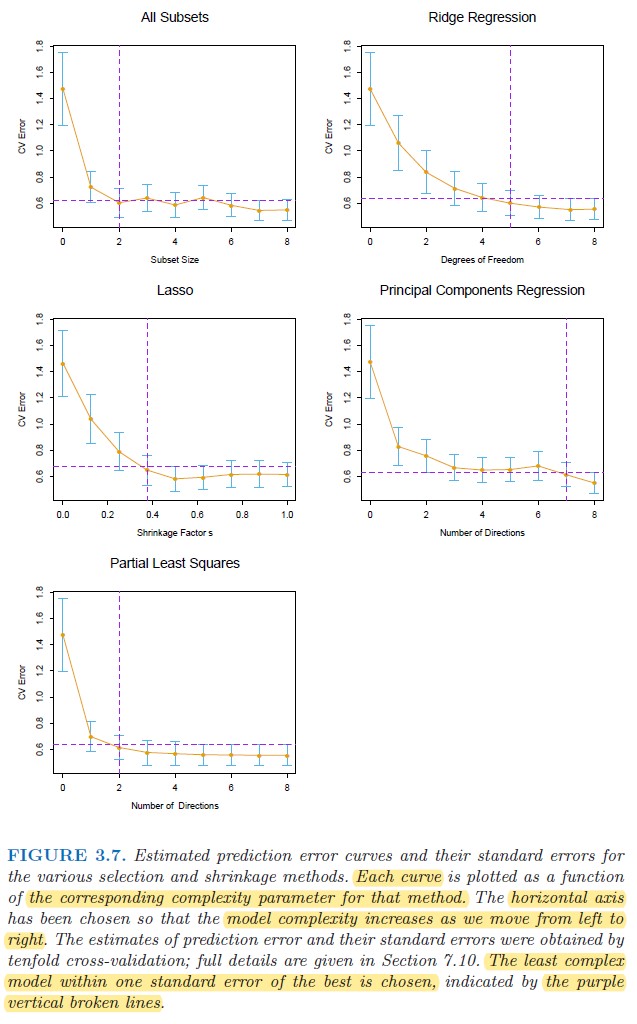 All Subsets
Ridge Regression
CV Error
0.6 0.8 1.0 1.2 1.4 1.6 1.8
0 2 4 6 8
Subset Size
CV Error
0.6 0.8 1.0 1.2 1.4 1.6 1.8
0 2 4 6 8
Degrees of Freedom
Lasso
Principal Components Regression
CV Error
0.6 0.8 1.0 1.2 1.4 1.6 1.8
0.0 0.2 0.4 0.6 0.8 1.0
Shrinkage Factor s
CV Error
0.6 0.8 1.0 1.2 1.4 1.6 1.8
0 2 4 6 8
Number of Directions
Partial Least Squares
CV Error
0.6 0.8 1.0 1.2 1.4 1.6 1.8
0 2 4 6 8
Number of Directions
FIGURE 3.7. Estimated prediction error curves and their standard errors for
the various selection and shrinkage methods. Each curve is plotted as a function
of the corresponding complexity parameter for that method. The horizontal axis
has been chosen so that the model complexity increases as we move from left to
right. The estimates of prediction error and their standard errors were obtained by
tenfold cross-validation; full details are given in Section 7.10. The least complex
model within one standard error of the best is chosen, indicated by the purple
vertical broken lines.